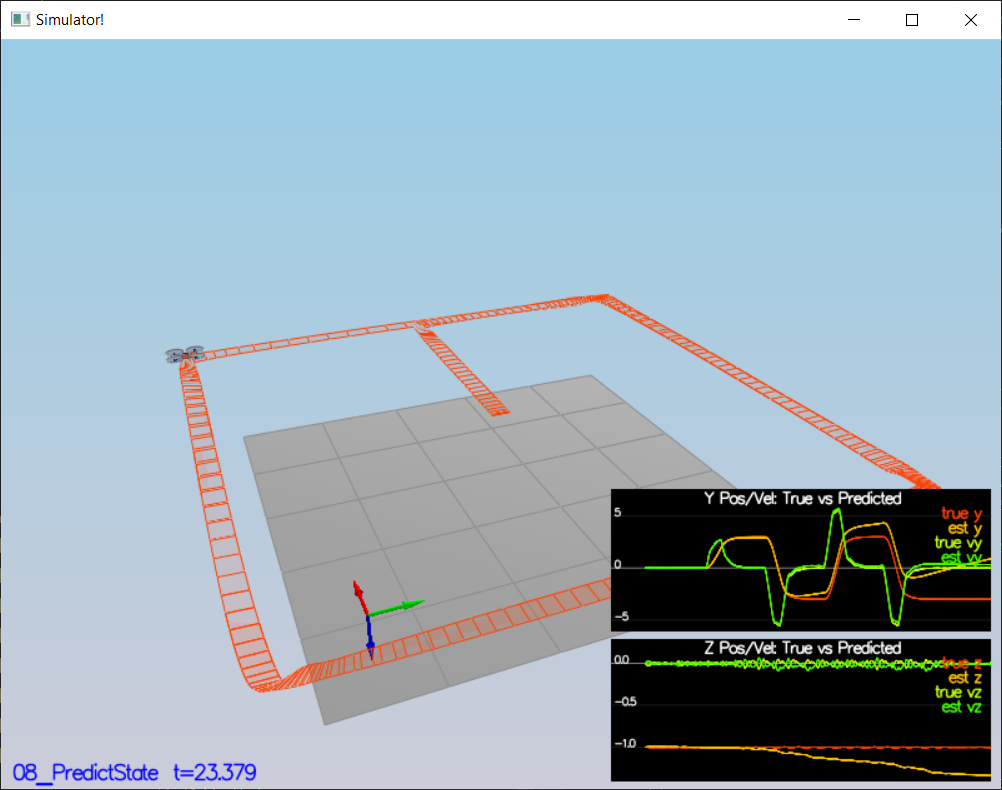 Simulator!
Y Pos/Vel: True vs Predicted
5
true y
est y
true vy
est vy
0
−5
Z Pos/Vel: True vs Predicted
0.0
true z
est z
true vz
est vz
−0.5
−1.0
08_PredictState t=23.379